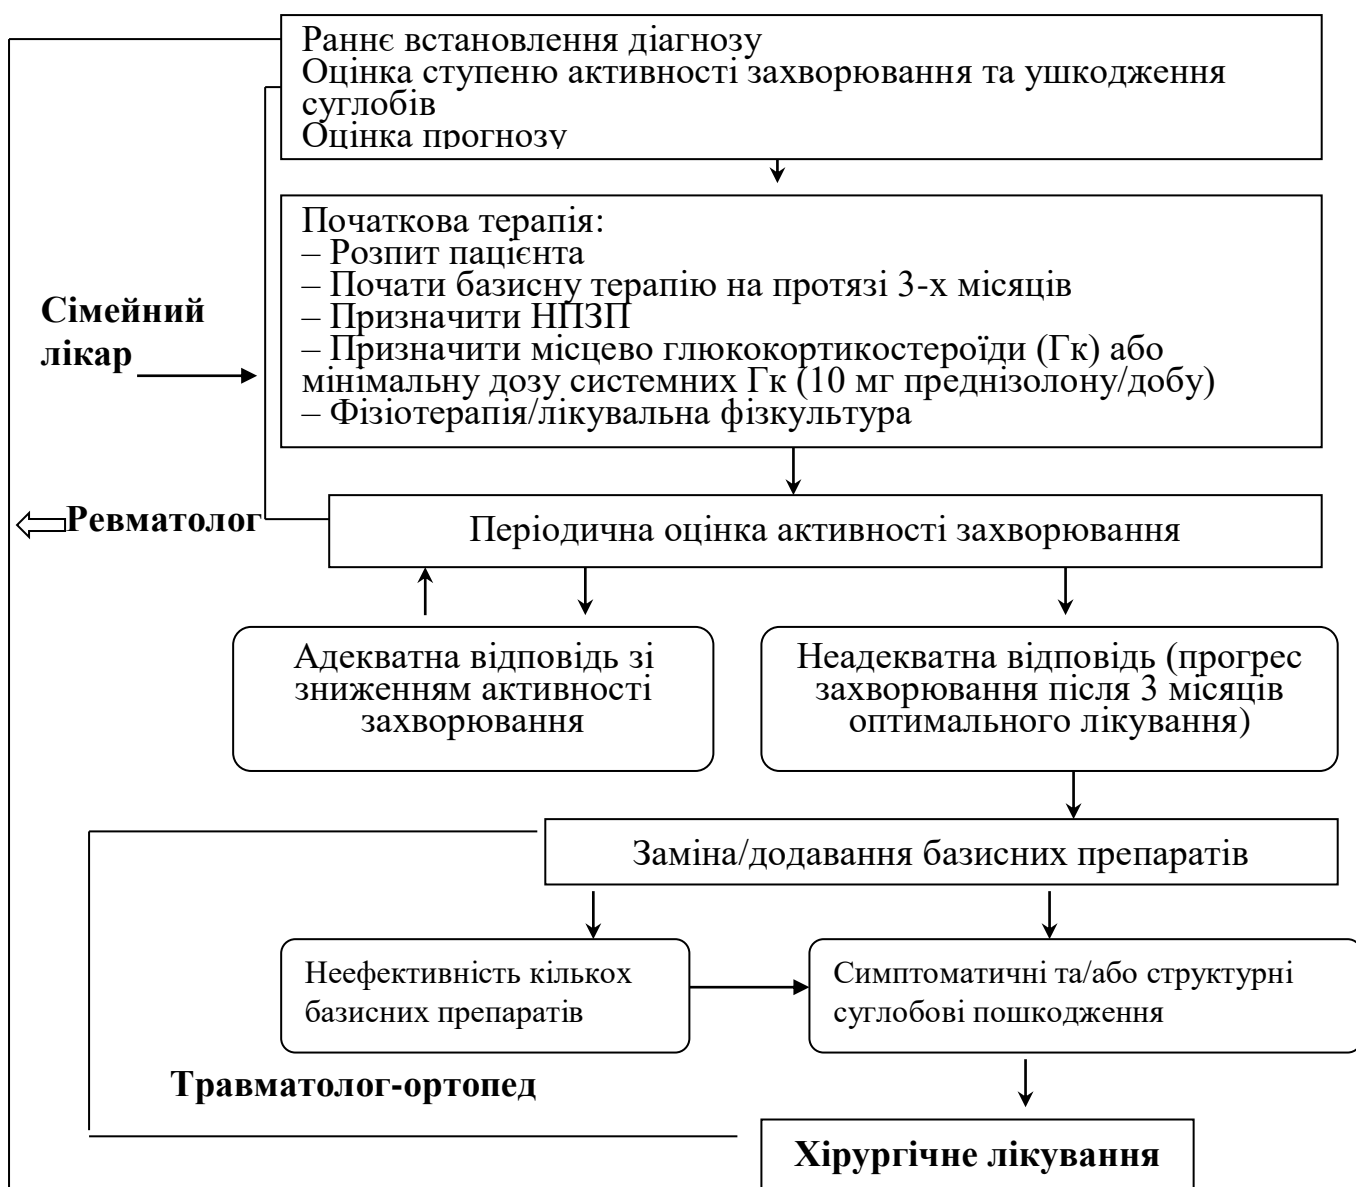 Раннє встановлення діагнозу
Оцінка ступеню активності захворювання та ушкодження
суглобів
Оцінка прогнозу
Початкова терапія:
– Розпит пацієнта
– Почати базисну терапію на протязі 3-х місяців
– Призначити НПЗП
– Призначити місцево глюкокортикостероїди (Гк) або
мінімальну дозу системних Гк (10 мг преднізолону/добу)
– Фізіотерапія/лікувальна фізкультура
Сімейний
лікар
Ревматолог
Періодична оцінка активності захворювання
Адекватна відповідь зі
зниженням активності
захворювання
Неадекватна відповідь (прогрес
захворювання після 3 місяців
оптимального лікування)
Заміна/додавання базисних препаратів
Неефективність кількох
базисних препаратів
Симптоматичні та/або структурні
суглобові пошкодження
Травматолог-ортопед
Хірургічне лікування